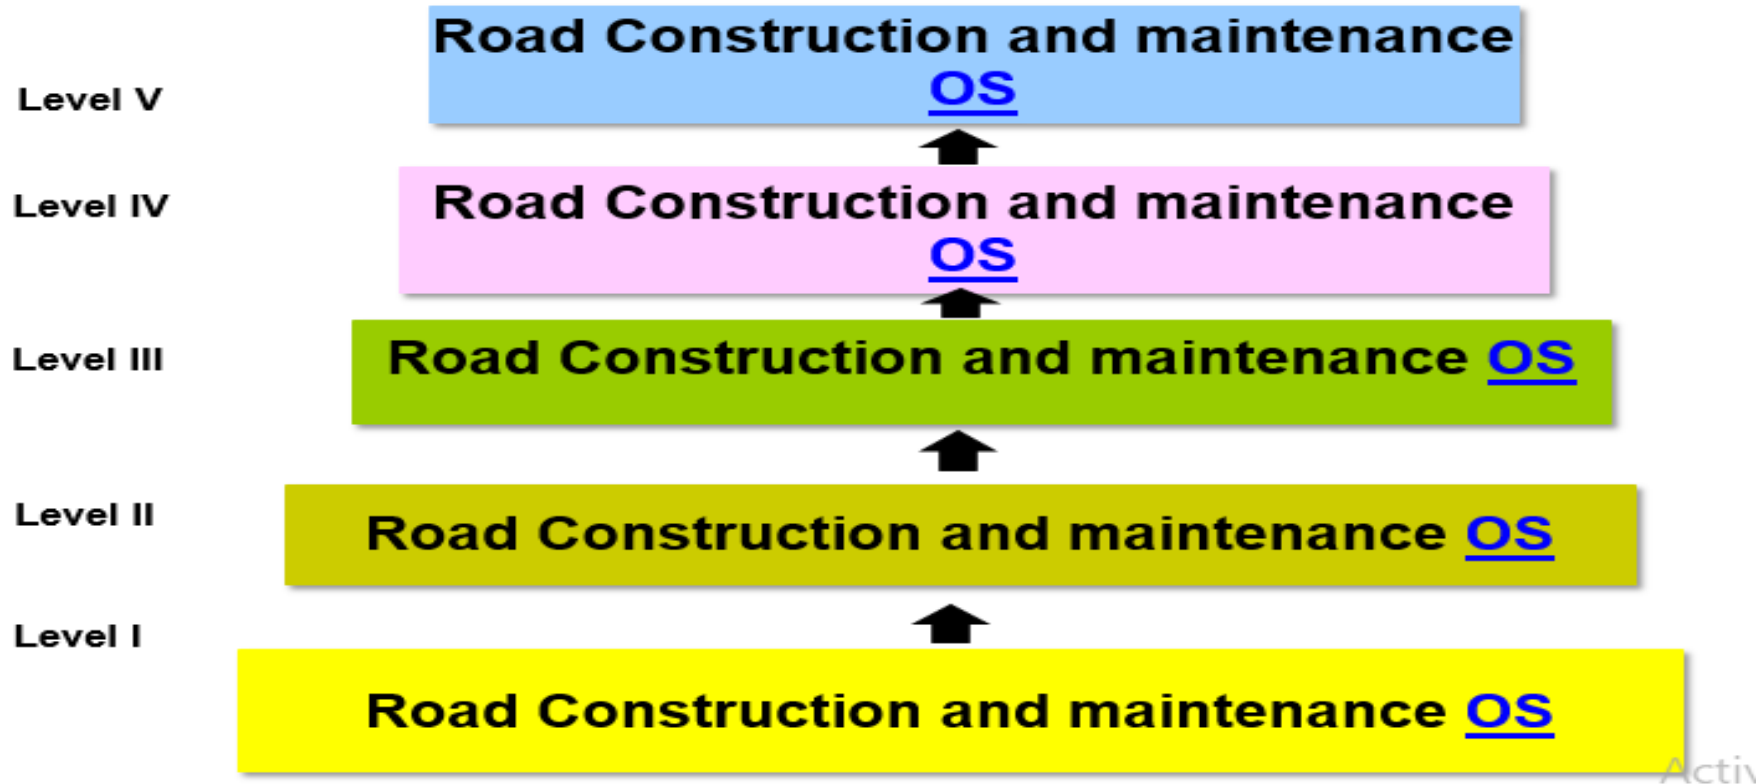 Road Construction and maintenance
OS
Level V
Road Construction and maintenance
Level IV
OS
Level III
Road Construction and maintenance OS
Level II
Road Construction and maintenance OS
Level I
Road Construction and maintenance OS